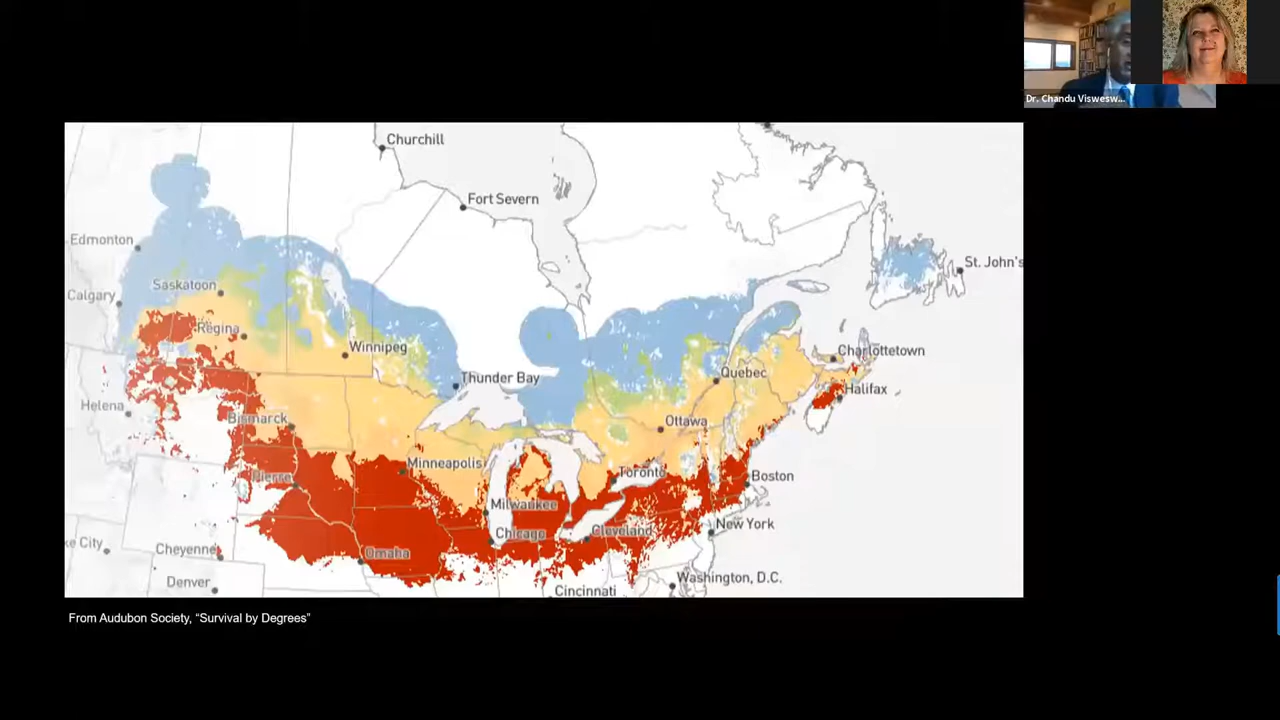 Dr. Chandu Viswesw...
Churchill
Fort Severn
Edmonton
St. John's
Saskatoon
Calgary
Regina
Winnipeg
Charlottetown
Thunder Bay
Quebec
Halifax
Helena
Bismarck
Ottawa
Minneapolis
Toronto
Pierre
Boston
Milwaukee
New York
Chicago
Cleveland
ke City
Cheyenne
Omaha
Denver
Washington, D.C.
Cincinnati
From Audubon Society, “Survival by Degrees”